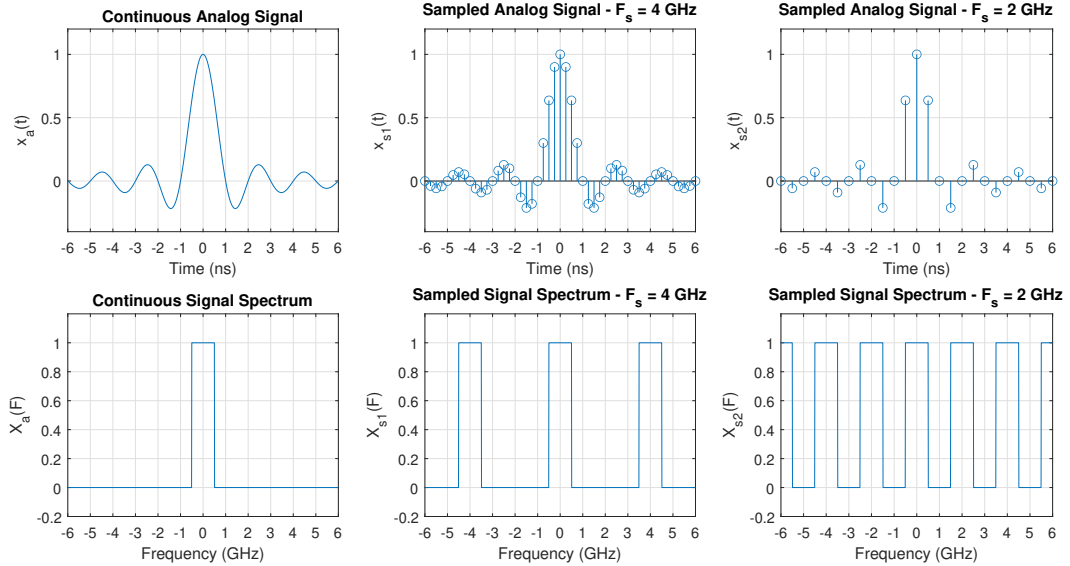 Continuous Analog Signal
1
0.5
0
x_a(t)
-6 -5 -4 -3 -2 -1 0 1 2 3 4 5 6
Time (ns)
Sampled Analog Signal - F_s = 4 GHz
1
0.5
0
x_s1(t)
-6 -5 -4 -3 -2 -1 0 1 2 3 4 5 6
Time (ns)
Sampled Analog Signal - F_s = 2 GHz
1
0.5
0
x_s2(t)
-6 -5 -4 -3 -2 -1 0 1 2 3 4 5 6
Time (ns)
Continuous Signal Spectrum
1
0.8
0.6
0.4
0.2
0
-0.2
X_a(F)
-6 -5 -4 -3 -2 -1 0 1 2 3 4 5 6
Frequency (GHz)
Sampled Signal Spectrum - F_s = 4 GHz
1
0.8
0.6
0.4
0.2
0
-0.2
X_s1(F)
-6 -5 -4 -3 -2 -1 0 1 2 3 4 5 6
Frequency (GHz)
Sampled Signal Spectrum - F_s = 2 GHz
1
0.8
0.6
0.4
0.2
0
-0.2
X_s2(F)
-6 -5 -4 -3 -2 -1 0 1 2 3 4 5 6
Frequency (GHz)